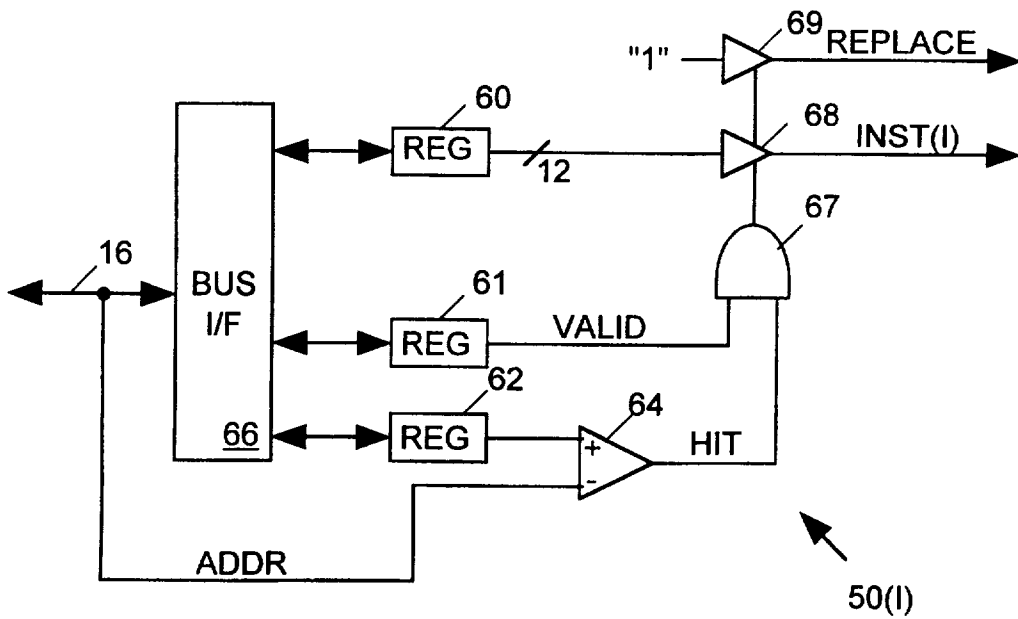 69
"1"
REPLACE
60
REG
12
68
INST(I)
67
16
BUS
I/F
61
REG
VALID
62
REG
64
+
-
HIT
66
ADDR
50(I)